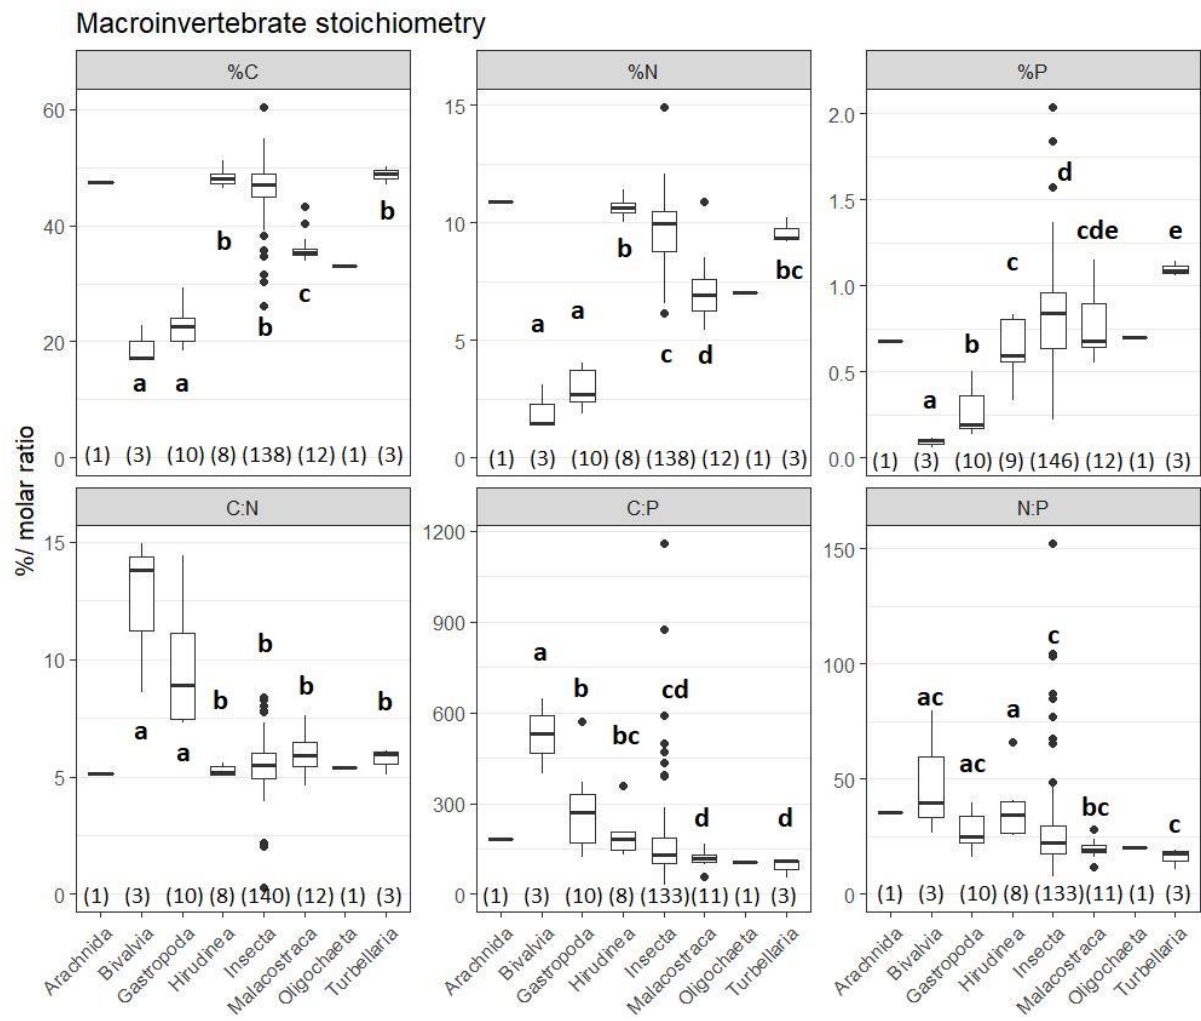 Macroinvertebrate stoichiometry
%/ molar ratio
%C
60
40
20
0
b b
b b c
a a
(1) (3) (10) (8) (138) (12) (1) (3)
%N
15
10
5
0
a a b c d bc
(1) (3) (10) (8) (138) (12) (1) (3)
%P
2.0
1.5
1.0
0.5
0.0
a b c d cde e
(1) (3) (10) (9) (146) (12) (1) (3)
C:N
15
10
5
0
a a b b b b
(1) (3) (10) (8) (140) (12) (1) (3)
Arachnida
Bivalvia
Gastropoda
Hirudinea
Insecta
Malacostraca
Oligochaeta
Turbellaria
C:P
1200
900
600
300
0
a b bc cd d d
(1) (3) (10) (8) (133) (11) (1) (3)
Arachnida
Bivalvia
Gastropoda
Hirudinea
Insecta
Malacostraca
Oligochaeta
Turbellaria
N:P
150
100
50
0
ac ac a c bc c
(1) (3) (10) (8) (133) (11) (1) (3)
Arachnida
Bivalvia
Gastropoda
Hirudinea
Insecta
Malacostraca
Oligochaeta
Turbellaria